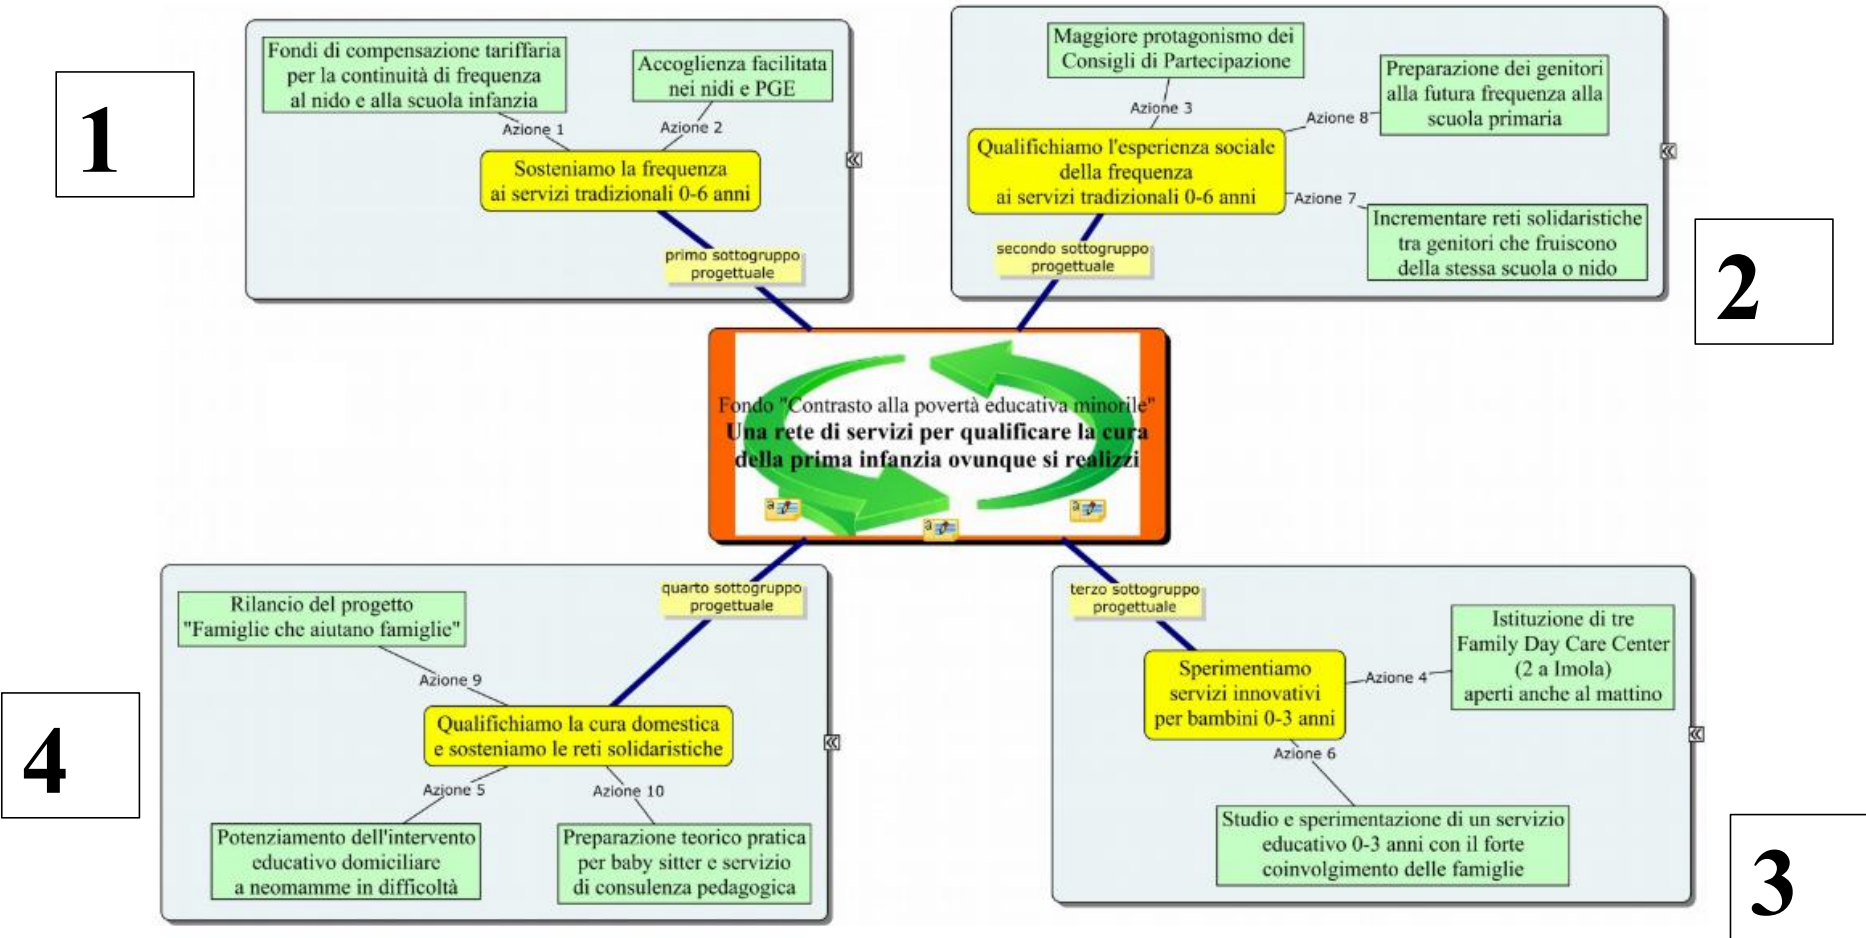 1
Fondi di compensazione tariffaria
per la continuità di frequenza
al nido e alla scuola infanzia
Accoglienza facilitata
nei nidi e PGE
Azione 1
Azione 2
Sosteniamo la frequenza
ai servizi tradizionali 0-6 anni
primo sottogruppo
progettuale
2
Maggiore protagonismo dei
Consigli di Partecipazione
Preparazione dei genitori
alla futura frequenza alla
scuola primaria
Azione 3
Azione 8
Qualifichiamo l'esperienza sociale
della frequenza
ai servizi tradizionali 0-6 anni
Azione 7
Incrementare reti solidaristiche
tra genitori che fruiscono
della stessa scuola o nido
secondo sottogruppo
progettuale
Fondo "Contrasto alla povertà educativa minorile"
Una rete di servizi per qualificare la cura
della prima infanzia ovunque si realizzi
a
a
a
4
quarto sottogruppo
progettuale
Rilancio del progetto
"Famiglie che aiutano famiglie"
Azione 9
Qualifichiamo la cura domestica
e sosteniamo le reti solidaristiche
Azione 5
Azione 10
Potenziamento dell'intervento
educativo domiciliare
a neomamme in difficoltà
Preparazione teorico pratica
per baby sitter e servizio
di consulenza pedagogica
3
terzo sottogruppo
progettuale
Sperimentiamo
servizi innovativi
per bambini 0-3 anni
Azione 4
Istituzione di tre
Family Day Care Center
(2 a Imola)
aperti anche al mattino
Azione 6
Studio e sperimentazione di un servizio
educativo 0-3 anni con il forte
coinvolgimento delle famiglie